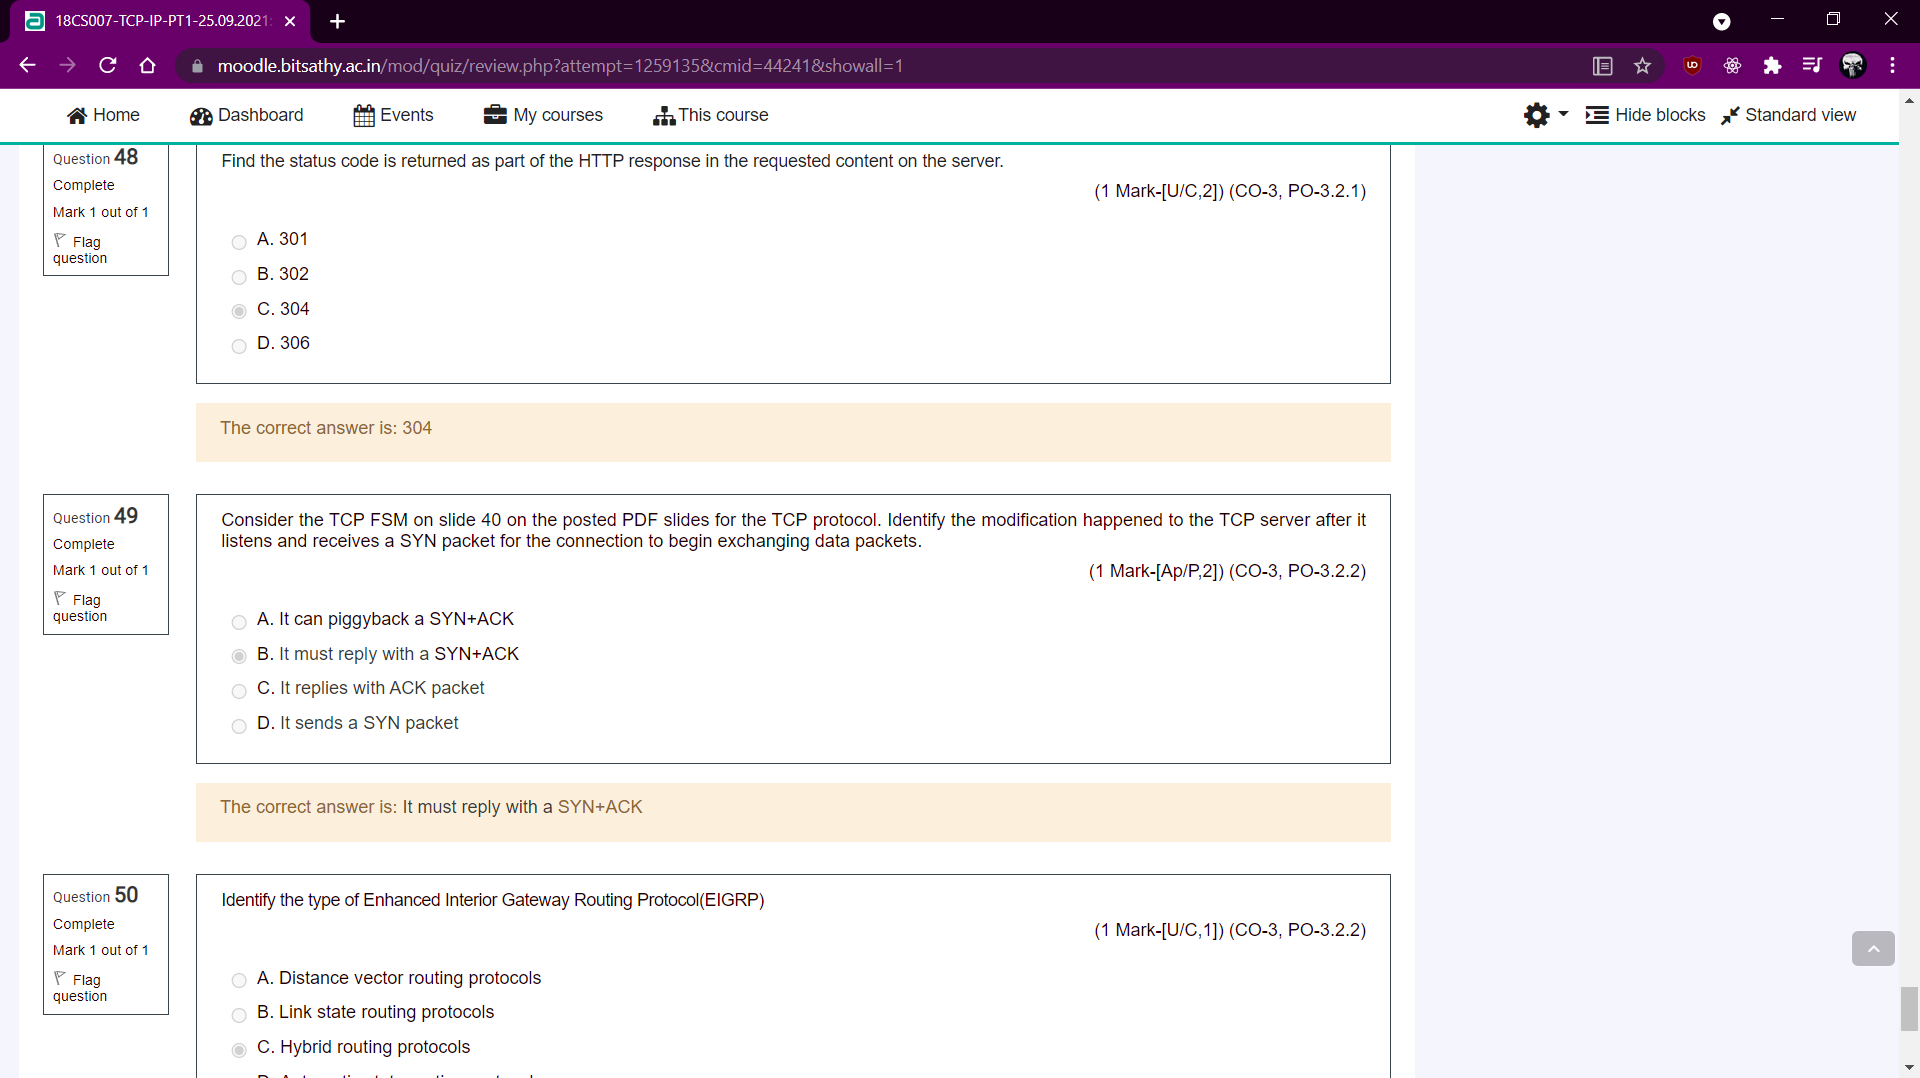 18CS007-TCP-IP-PT1-25.09.2021
moodle.bitsathy.ac.in/mod/quiz/review.php?attempt=1259135&cmid=44241&showall=1
Home
Dashboard
Events
My courses
This course
Hide blocks
Standard view
Question 48
Complete
Mark 1 out of 1
Flag
question
Find the status code is returned as part of the HTTP response in the requested content on the server.
(1 Mark-[U/C,2]) (CO-3, PO-3.2.1)
A. 301
B. 302
C. 304
D. 306
The correct answer is: 304
Question 49
Complete
Mark 1 out of 1
Flag
question
Consider the TCP FSM on slide 40 on the posted PDF slides for the TCP protocol. Identify the modification happened to the TCP server after it
listens and receives a SYN packet for the connection to begin exchanging data packets.
(1 Mark-[Ap/P,2]) (CO-3, PO-3.2.2)
A. It can piggyback a SYN+ACK
B. It must reply with a SYN+ACK
C. It replies with ACK packet
D. It sends a SYN packet
The correct answer is: It must reply with a SYN+ACK
Question 50
Complete
Mark 1 out of 1
Flag
question
Identify the type of Enhanced Interior Gateway Routing Protocol(EIGRP)
(1 Mark-[U/C,1]) (CO-3, PO-3.2.2)
A. Distance vector routing protocols
B. Link state routing protocols
C. Hybrid routing protocols